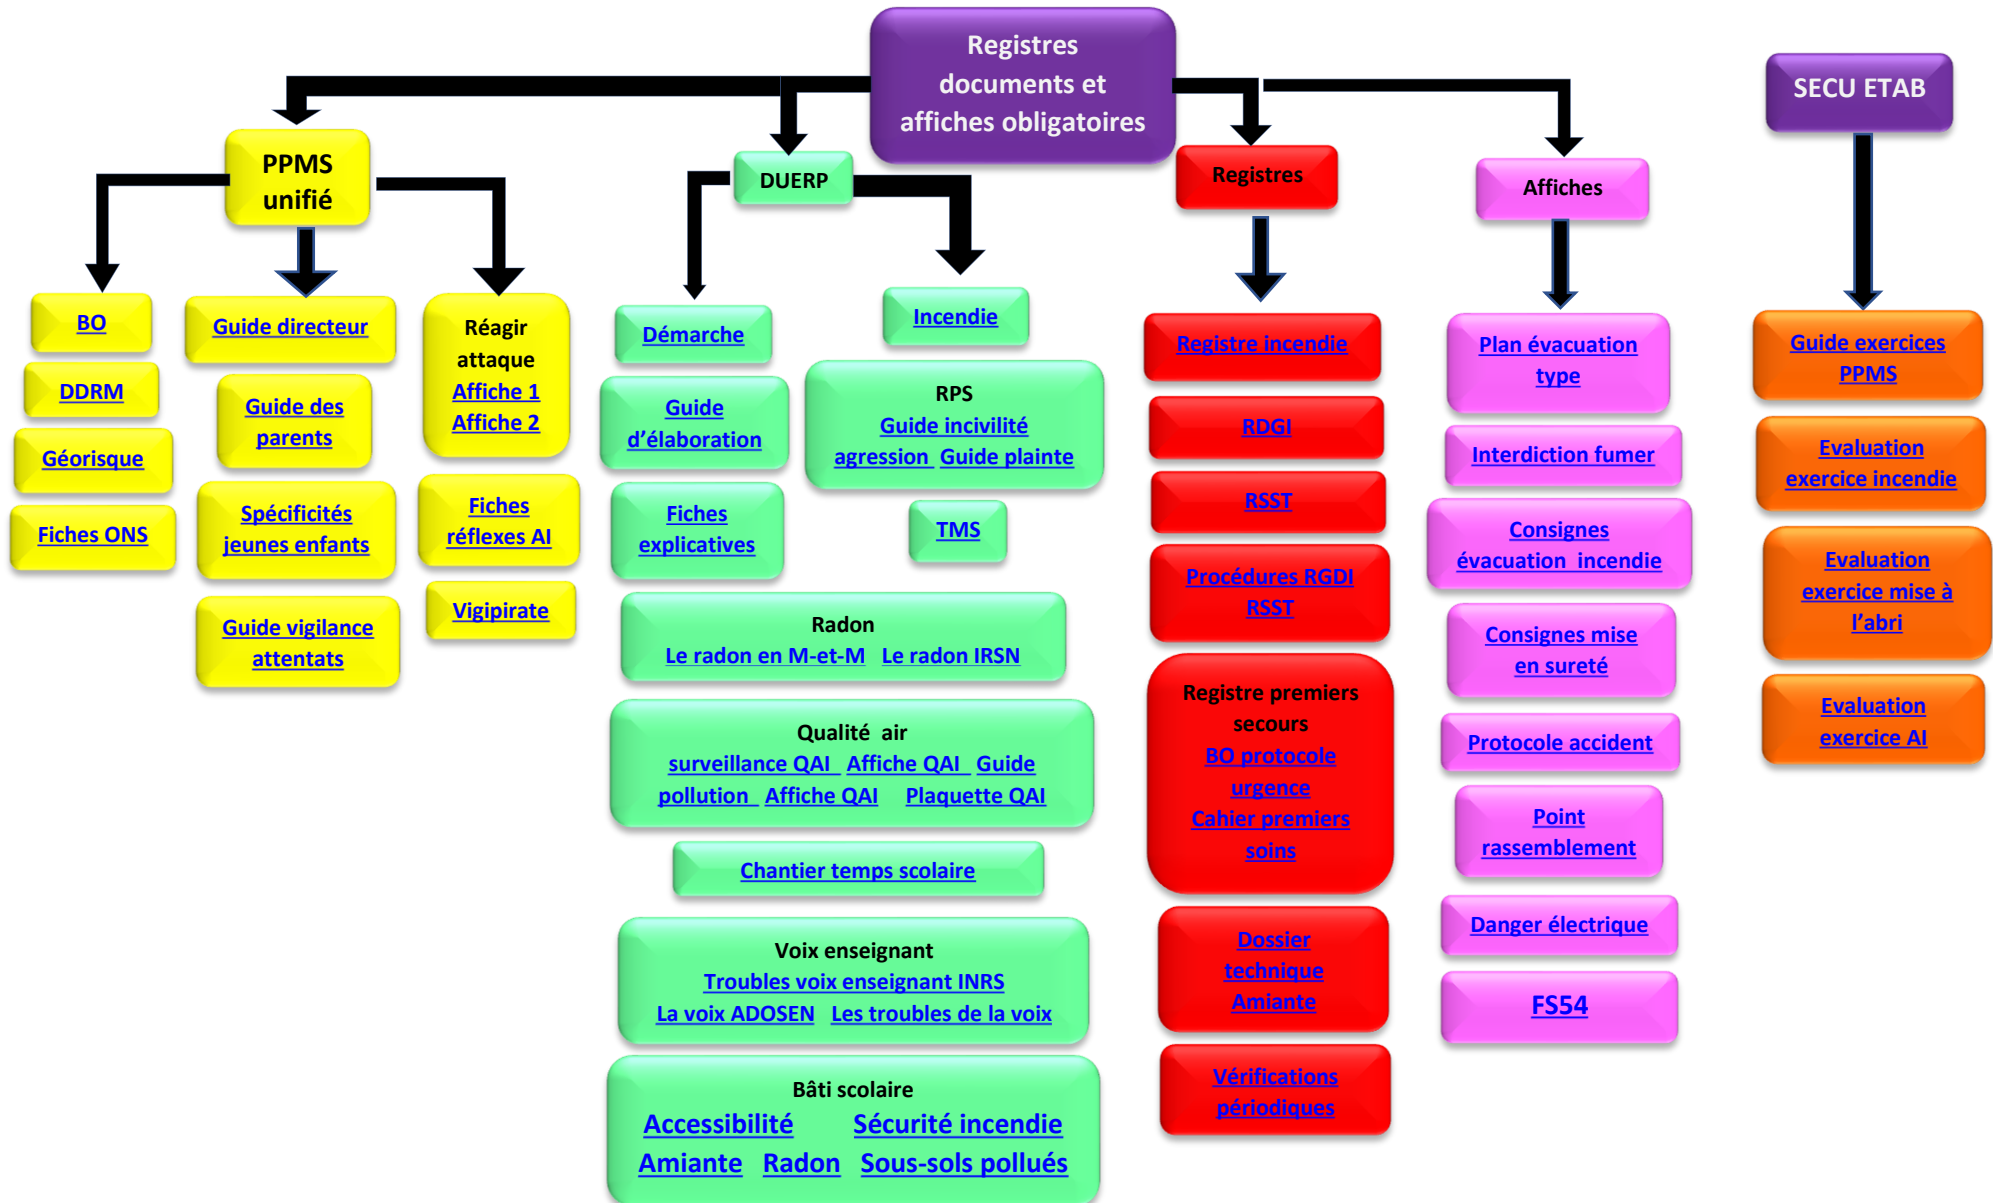 Registres
documents et
affiches obligatoires
SECU ETAB
PPMS
unifié
DUERP
Registres
Affiches
BO
DDRM
Géorisque
Fiches ONS
Guide directeur
Guide des
parents
Spécificités
jeunes enfants
Guide vigilance
attentats
Réagir
attaque
Affiche 1
Affiche 2
Fiches
réflexes AI
Vigipirate
Démarche
Guide
d’élaboration
Fiches
explicatives
Incendie
RPS
Guide incivilité
agression Guide plainte
TMS
Radon
Le radon en M-et-M Le radon IRSN
Qualité air
surveillance QAI Affiche QAI Guide
pollution Affiche QAI Plaquette QAI
Chantier temps scolaire
Voix enseignant
Troubles voix enseignant INRS
La voix ADOSEN Les troubles de la voix
Bâti scolaire
Accessibilité Sécurité incendie
Amiante Radon Sous-sols pollués
Registre incendie
RDGI
RSST
Procédures RGDI
RSST
Registre premiers
secours
BO protocole
urgence
Cahier premiers
soins
Dossier
technique
Amiante
Vérifications
périodiques
Plan évacuation
type
Interdiction fumer
Consignes
évacuation incendie
Consignes mise
en sureté
Protocole accident
Point
rassemblement
Danger électrique
FS54
Guide exercices
PPMS
Evaluation
exercice incendie
Evaluation
exercice mise à
l’abri
Evaluation
exercice AI